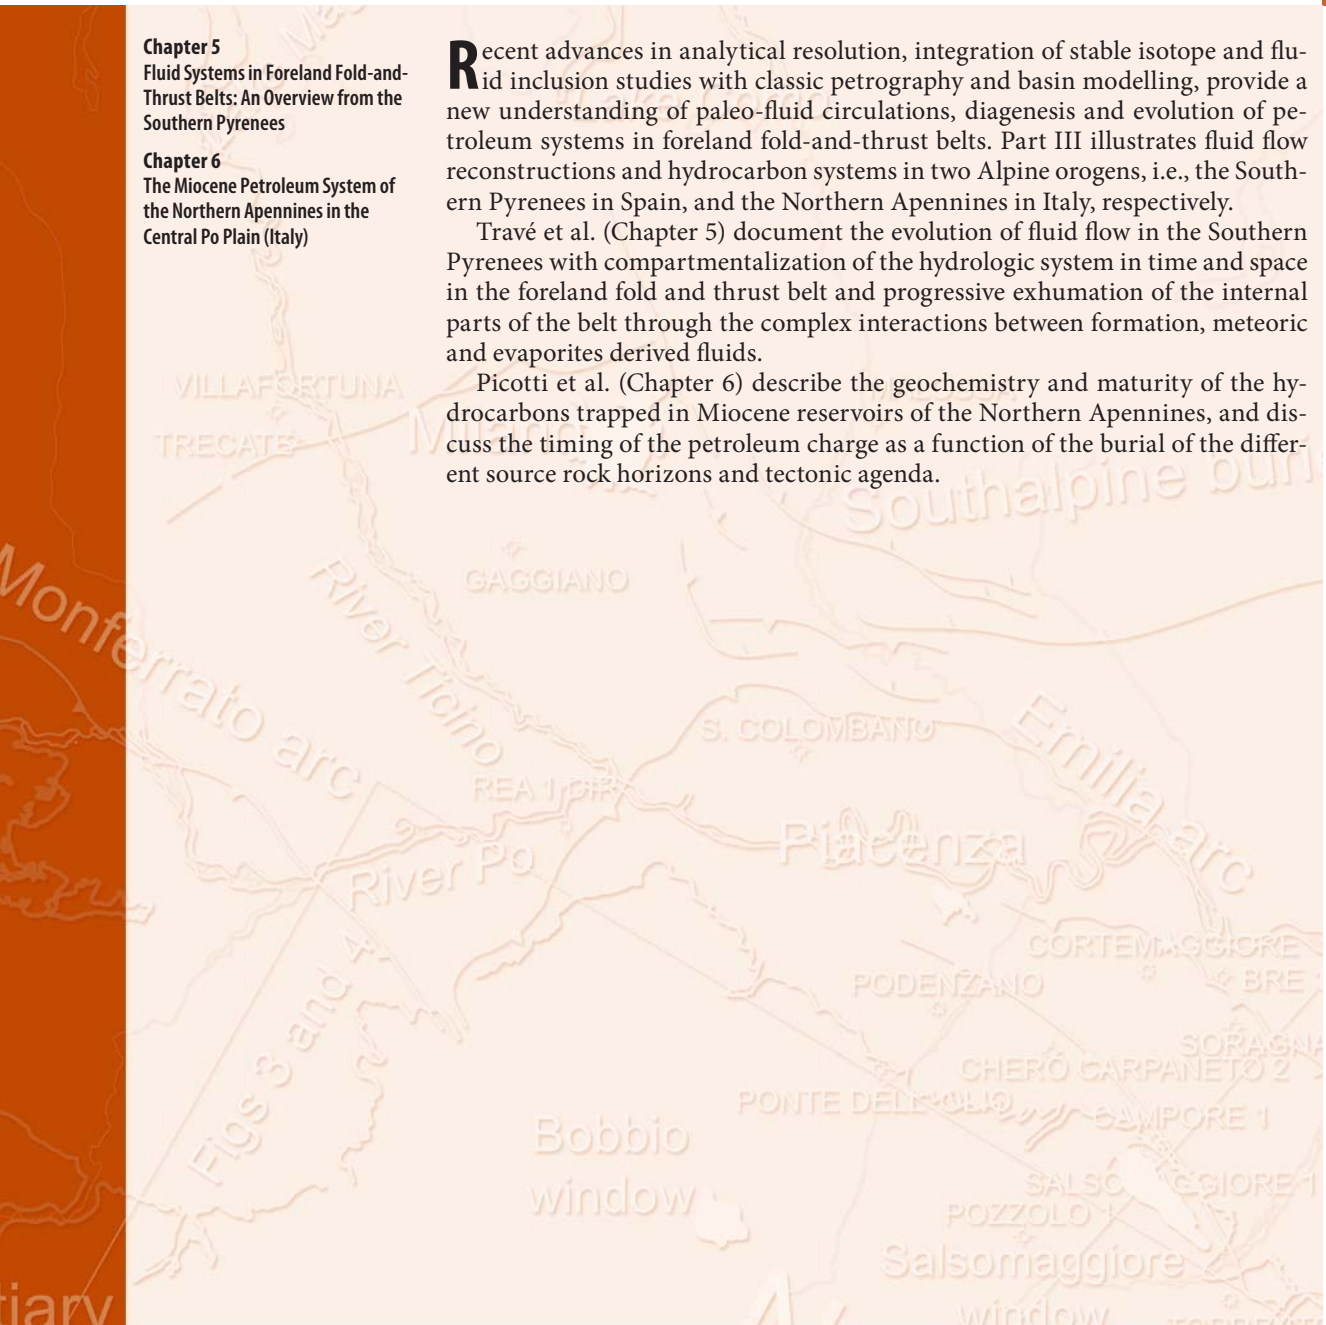 Chapter 5
Fluid Systems in Foreland Fold-and-
Thrust Belts: An Overview from the
Southern Pyrenees
Chapter 6
The Miocene Petroleum System of
the Northern Apennines in the
Central Po Plain (Italy)
Recent advances in analytical resolution, integration of stable isotope and flu-
id inclusion studies with classic petrography and basin modelling, provide a
new understanding of paleo-fluid circulations, diagenesis and evolution of pe-
troleum systems in foreland fold-and-thrust belts. Part III illustrates fluid flow
reconstructions and hydrocarbon systems in two Alpine orogens, i.e., the South-
ern Pyrenees in Spain, and the Northern Apennines in Italy, respectively.
Travé et al. (Chapter 5) document the evolution of fluid flow in the Southern
Pyrenees with compartmentalization of the hydrologic system in time and space
in the foreland fold and thrust belt and progressive exhumation of the internal
parts of the belt through the complex interactions between formation, meteoric
and evaporites derived fluids.
Picotti et al. (Chapter 6) describe the geochemistry and maturity of the hy-
drocarbons trapped in Miocene reservoirs of the Northern Apennines, and dis-
cuss the timing of the petroleum charge as a function of the burial of the differ-
ent source rock horizons and tectonic agenda.
VILLAFORTUNA
TRECATE
Milano
Southalpine
GAGGIANO
Monferrato arc
River Ticino
S. COLOMBANO
Emilia arc
REA 1
Piacenza
River Po
CORTEMAGGIORE
PODENZANO
BRE
Figs 3 and 4
SORAGNA
CHERO CARPANETO 2
PONTE DELL'OLIO
CAMPORE 1
Bobbio
window
POZZOLO 1
Salsomaggiore
window
tiary